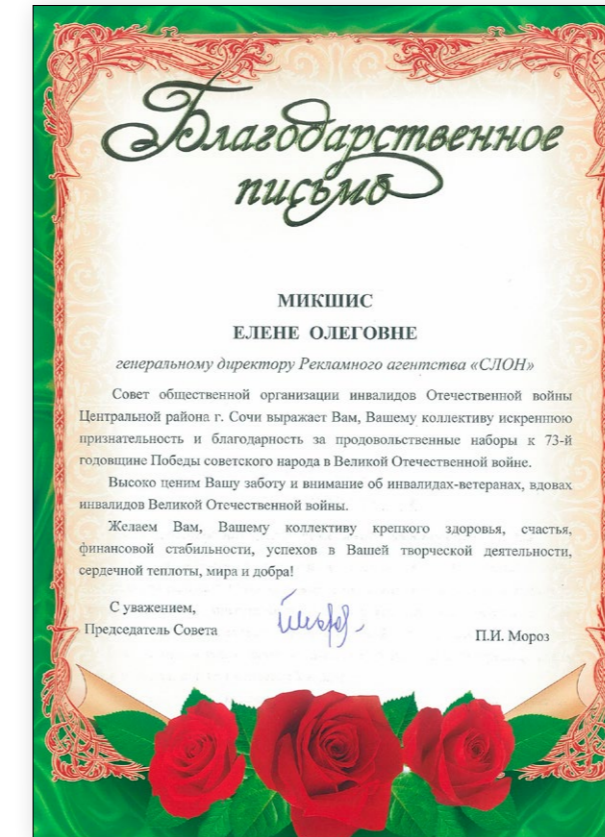 Благодарственное
письмо
МИКШИС
ЕЛЕНЕ ОЛЕГОВНЕ
генеральному директору Рекламного агентства «СЛОН»
Совет общественной организации инвалидов Отечественной войны
Центральной района г. Сочи выражает Вам, Вашему коллективу искреннюю
признательность и благодарность за продовольственные наборы к 73-й
годовщине Победы советского народа в Великой Отечественной войне.
Высоко ценим Вашу заботу и внимание об инвалидах-ветеранах, вдовах
инвалидов Великой Отечественной войны.
Желаем Вам, Вашему коллективу крепкого здоровья, счастья,
финансовой стабильности, успехов в Вашей творческой деятельности,
сердечной теплоты, мира и добра!
С уважением,
Председатель Совета
П.И. Мороз